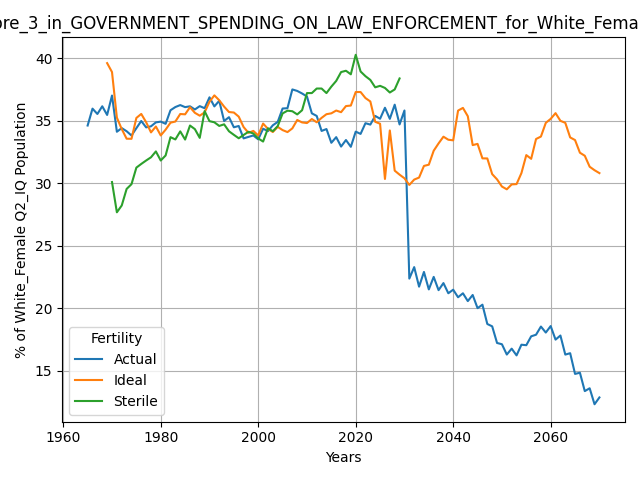 ore_3_in_GOVERNMENT_SPENDING_ON_LAW_ENFORCEMENT_for_White_Fema
% of White_Female Q2_IQ Population
40
35
30
25
20
15
Fertility
Actual
Ideal
Sterile
1960 1980 2000 2020 2040 2060
Years